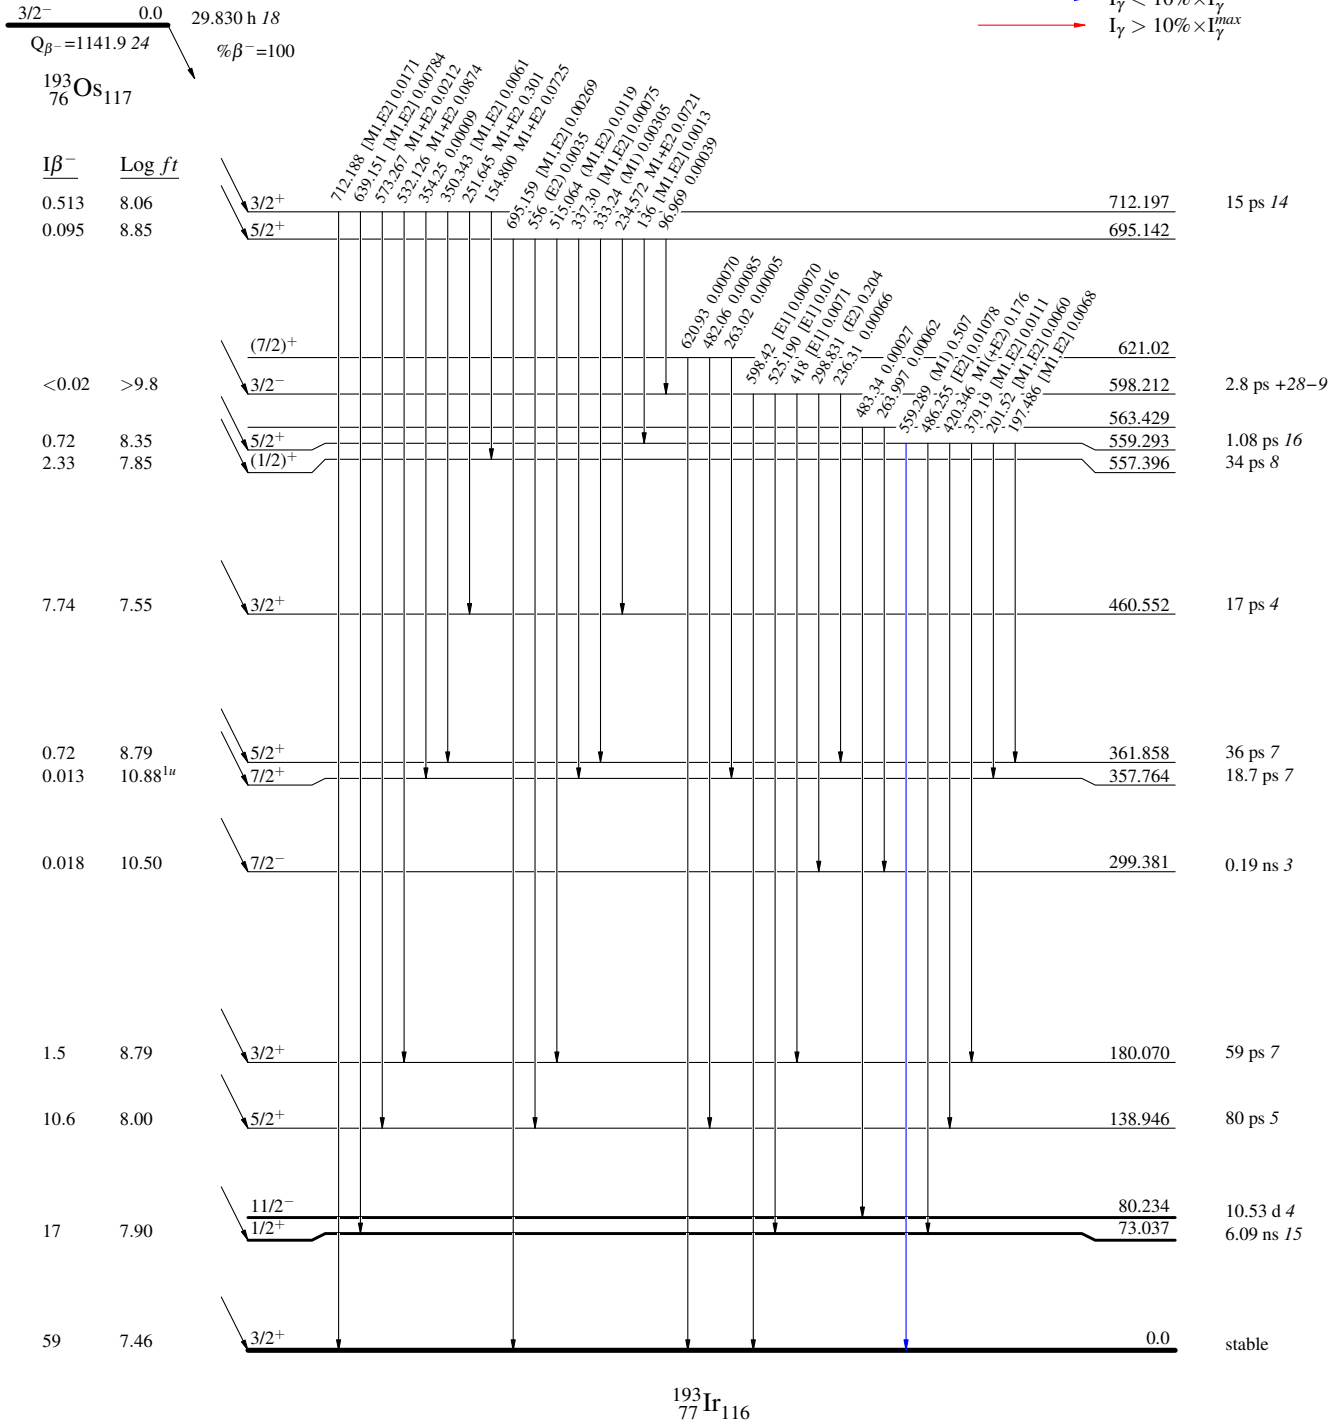 I_γ < 10%×I_γ
I_γ > 10%×I_γ^max
3/2⁻ 0.0 29.830 h 18
Q_β⁻=1141.9 24 %β⁻=100
¹⁹³₇₆Os₁₁₇
Iβ⁻ Log ft
712.188 [M1,E2] 0.0171
639.151 [M1,E2] 0.00784
573.267 M1+E2 0.0212
532.126 M1+E2 0.0874
354.25 0.00009
350.343 [M1,E2] 0.0061
251.645 M1+E2 0.301
154.800 M1+E2 0.0725
695.159 [M1,E2] 0.00269
556 (E2) 0.0035
515.064 (M1,E2) 0.0119
337.30 [M1,E2] 0.00075
333.24 (M1) 0.00305
234.572 M1+E2 0.0721
136 [M1,E2] 0.0013
96.969 0.00039
620.93 0.00070
482.06 0.00085
263.02 0.00005
598.42 [E1] 0.00070
525.190 [E1] 0.016
418 [E1] 0.0071
298.831 (E2) 0.204
236.31 0.00066
483.34 0.00027
263.997 0.00062
559.289 (M1) 0.507
486.255 [E2] 0.01078
420.346 M1(+E2) 0.176
379.19 [M1,E2] 0.0111
201.52 [M1,E2] 0.0060
197.486 [M1,E2] 0.0068
0.513 8.06 3/2⁺ 712.197 15 ps 14
0.095 8.85 5/2⁺ 695.142
(7/2)⁺ 621.02
<0.02 >9.8 3/2⁻ 598.212 2.8 ps +28−9
563.429
0.72 8.35 5/2⁺ 559.293 1.08 ps 16
2.33 7.85 (1/2)⁺ 557.396 34 ps 8
7.74 7.55 3/2⁺ 460.552 17 ps 4
0.72 8.79 5/2⁺ 361.858 36 ps 7
0.013 10.88¹ᵘ 7/2⁺ 357.764 18.7 ps 7
0.018 10.50 7/2⁻ 299.381 0.19 ns 3
1.5 8.79 3/2⁺ 180.070 59 ps 7
10.6 8.00 5/2⁺ 138.946 80 ps 5
11/2⁻ 80.234 10.53 d 4
17 7.90 1/2⁺ 73.037 6.09 ns 15
59 7.46 3/2⁺ 0.0 stable
¹⁹³₇₇Ir₁₁₆